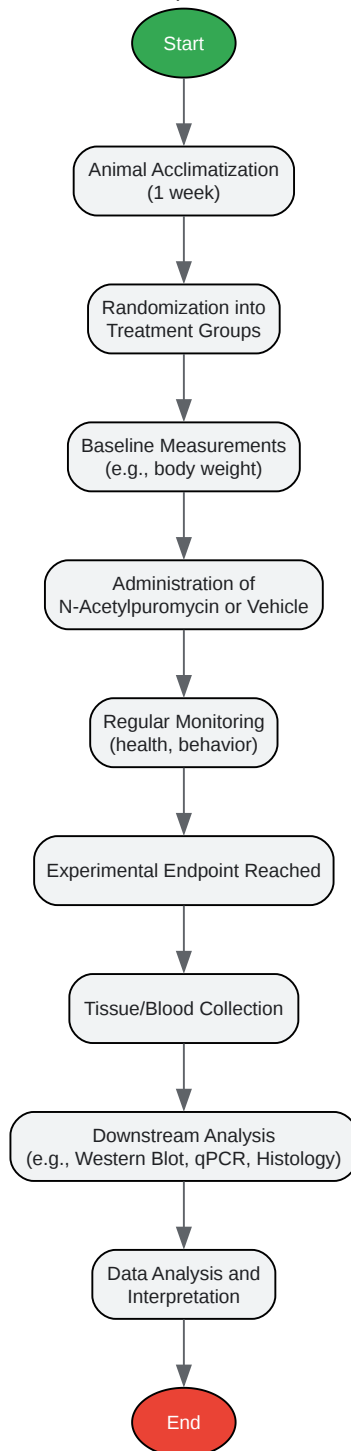 Start
Animal Acclimatization
(1 week)
Randomization into
Treatment Groups
Baseline Measurements
(e.g., body weight)
Administration of
N-Acetylpuromycin or Vehicle
Regular Monitoring
(health, behavior)
Experimental Endpoint Reached
Tissue/Blood Collection
Downstream Analysis
(e.g., Western Blot, qPCR, Histology)
Data Analysis and
Interpretation
End